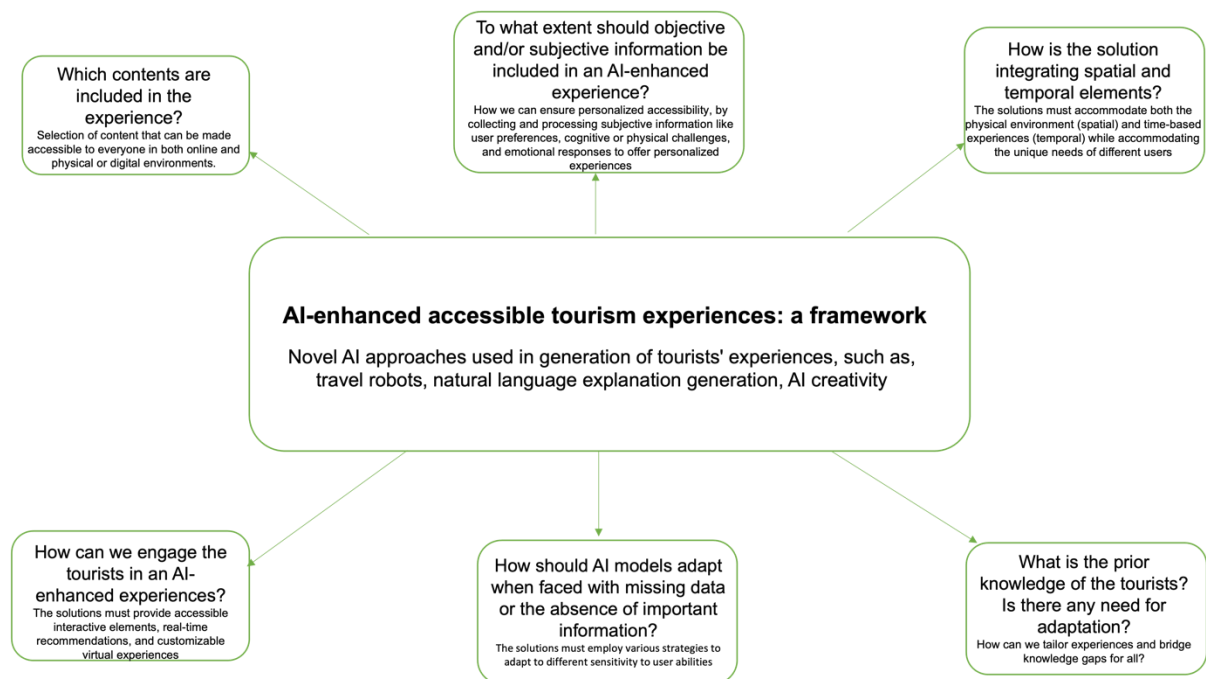 Which contents are
included in the
experience?
Selection of content that can be made
accessible to everyone in both online and
physical or digital environments.
To what extent should objective
and/or subjective information be
included in an AI-enhanced
experience?
How we can ensure personalized accessibility, by
collecting and processing subjective information like
user preferences, cognitive or physical challenges,
and emotional responses to offer personalized
experiences
How is the solution
integrating spatial and
temporal elements?
The solutions must accommodate both the
physical environment (spatial) and time-based
experiences (temporal) while accommodating
the unique needs of different users
AI-enhanced accessible tourism experiences: a framework
Novel AI approaches used in generation of tourists' experiences, such as,
travel robots, natural language explanation generation, AI creativity
How can we engage the
tourists in an AI-
enhanced experiences?
The solutions must provide accessible
interactive elements, real-time
recommendations, and customizable
virtual experiences
How should AI models adapt
when faced with missing data
or the absence of important
information?
The solutions must employ various strategies to
adapt to different sensitivity to user abilities
What is the prior
knowledge of the tourists?
Is there any need for
adaptation?
How can we tailor experiences and bridge
knowledge gaps for all?